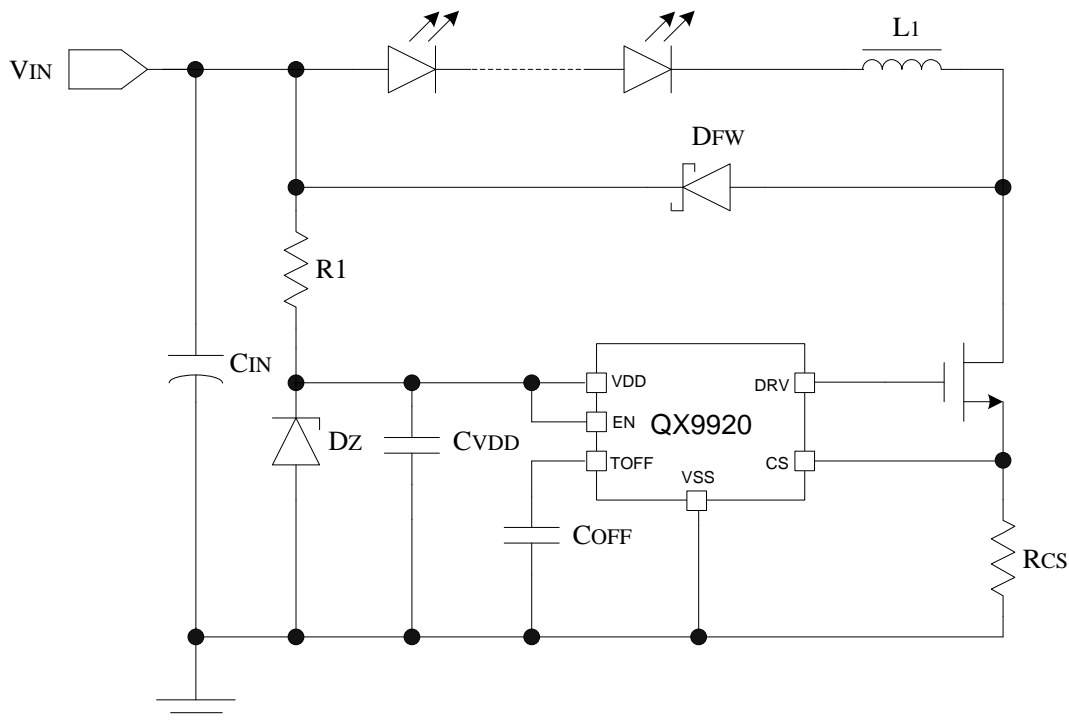 L1
VIN
DFW
R1
CIN
VDD
DRV
EN
QX9920
DZ
CVDD
TOFF
CS
VSS
COFF
RCS